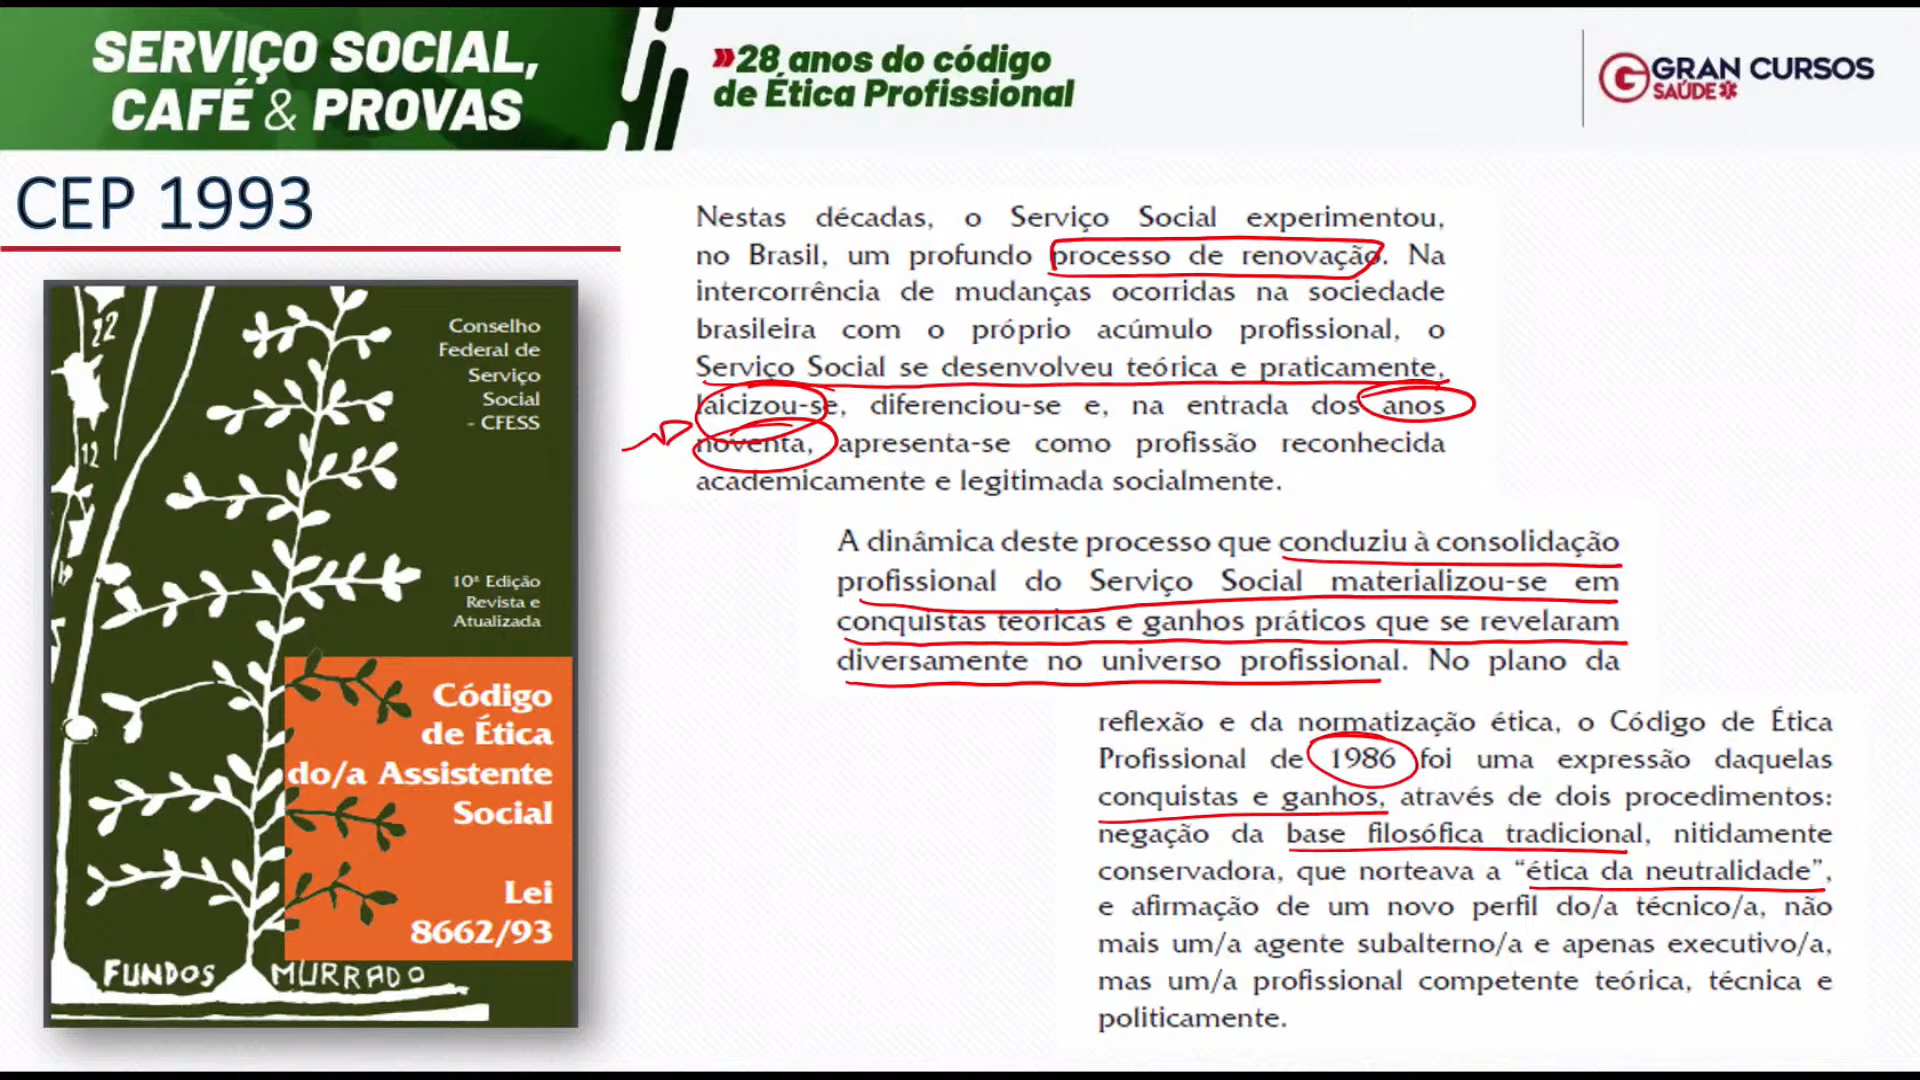 SERVIÇO SOCIAL,
CAFÉ & PROVAS
»28 anos do código
de Ética Profissional
GRAN CURSOS
SAÚDE
CEP 1993
Conselho
Federal de
Serviço
Social
- CFESS
22
12
10ª Edição
Revista e
Atualizada
Código
de Ética
do/a Assistente
Social
Lei
8662/93
FUNDOS MURRADO
Nestas décadas, o Serviço Social experimentou,
no Brasil, um profundo processo de renovação. Na
intercorrência de mudanças ocorridas na sociedade
brasileira com o próprio acúmulo profissional, o
Serviço Social se desenvolveu teórica e praticamente,
laicizou-se, diferenciou-se e, na entrada dos anos
noventa, apresenta-se como profissão reconhecida
academicamente e legitimada socialmente.
A dinâmica deste processo que conduziu à consolidação
profissional do Serviço Social materializou-se em
conquistas teóricas e ganhos práticos que se revelaram
diversamente no universo profissional. No plano da
reflexão e da normatização ética, o Código de Ética
Profissional de 1986 foi uma expressão daquelas
conquistas e ganhos, através de dois procedimentos:
negação da base filosófica tradicional, nitidamente
conservadora, que norteava a “ética da neutralidade”,
e afirmação de um novo perfil do/a técnico/a, não
mais um/a agente subalterno/a e apenas executivo/a,
mas um/a profissional competente teórica, técnica e
politicamente.